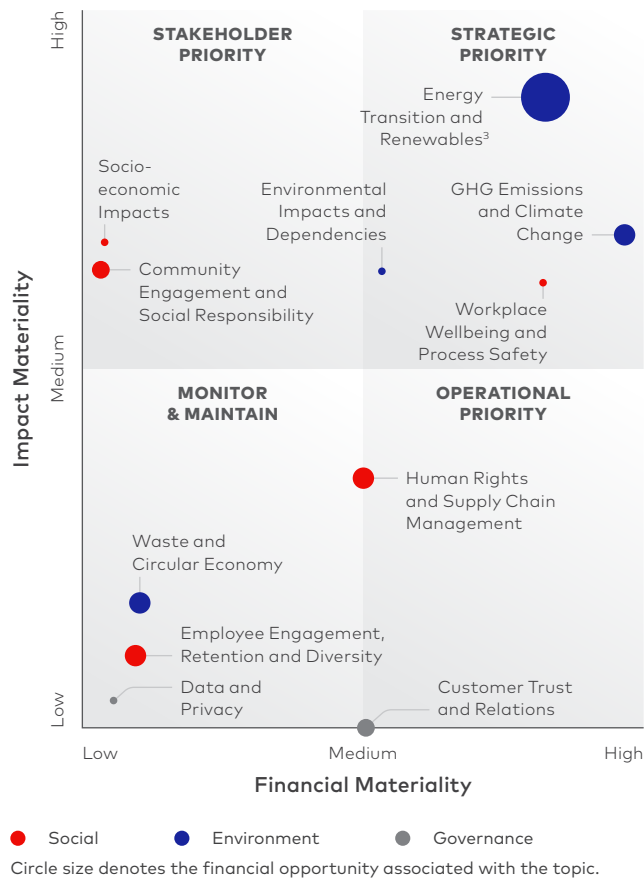 High
STAKEHOLDER
PRIORITY
STRATEGIC
PRIORITY
Energy
Transition and
Renewables³
Socio-
economic
Impacts
Environmental
Impacts and
Dependencies
GHG Emissions
and Climate
Change
Community
Engagement and
Social Responsibility
Workplace
Wellbeing and
Process Safety
Impact Materiality
Medium
MONITOR
& MAINTAIN
OPERATIONAL
PRIORITY
Human Rights
and Supply Chain
Management
Waste and
Circular Economy
Employee Engagement,
Retention and Diversity
Data and
Privacy
Customer Trust
and Relations
Low
Low
Medium
High
Financial Materiality
Social
Environment
Governance
Circle size denotes the financial opportunity associated with the topic.